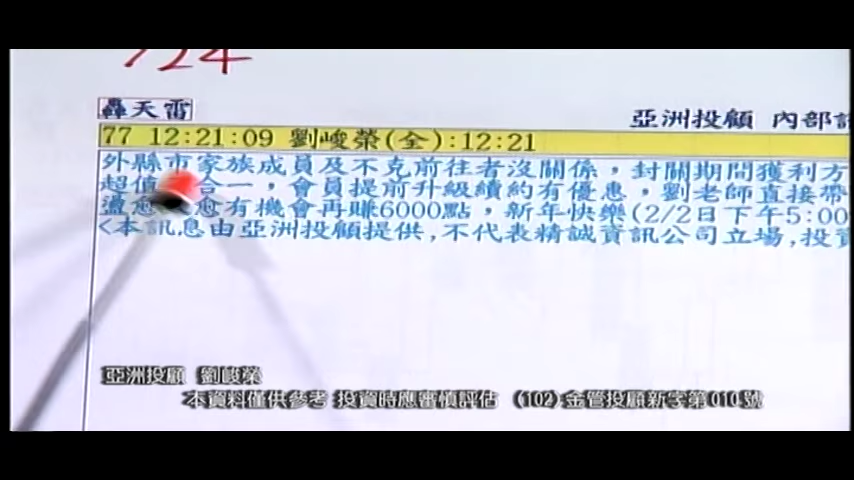 724
轟天雷
亞洲投顧 內部
77 12:21:09 劉峻榮(全):12:21
外縣市家族成員及不克前往者沒關係，封關期間獲利方
超值 合一，會員提前升級續約有優惠，劉老師直接帶
愈 愈有機會再賺6000點，新年快樂(2/2日下午5:00
<本訊息由亞洲投顧提供,不代表精誠資訊公司立場,投資
亞洲投顧 劉峻榮
本資料僅供參考 投資時應審慎評估 (102)金管投顧新字第010號